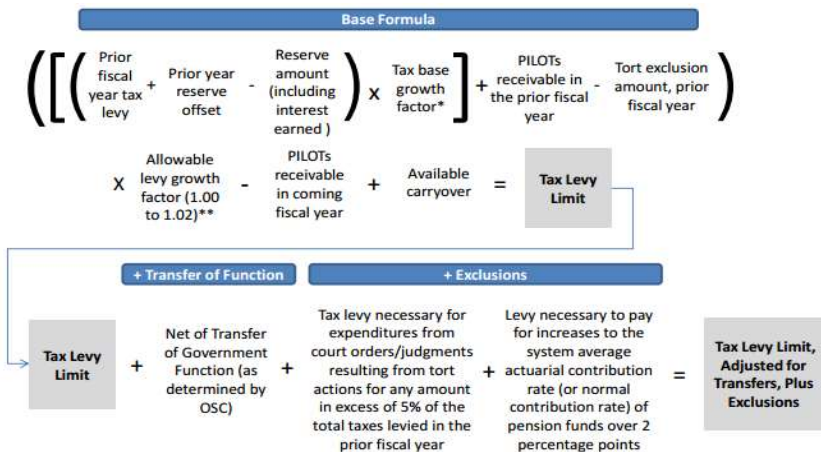 Base Formula
( [ ( Prior fiscal year tax levy + Prior year reserve offset - Reserve amount (including interest earned ) ) x Tax base growth factor* ] + PILOTs receivable in the prior fiscal year - Tort exclusion amount, prior fiscal year )
x Allowable levy growth factor (1.00 to 1.02)** - PILOTs receivable in coming fiscal year + Available carryover = Tax Levy Limit
+ Transfer of Function
+ Exclusions
Tax Levy Limit + Net of Transfer of Government Function (as determined by OSC) + Tax levy necessary for expenditures from court orders/judgments resulting from tort actions for any amount in excess of 5% of the total taxes levied in the prior fiscal year + Levy necessary to pay for increases to the system average actuarial contribution rate (or normal contribution rate) of pension funds over 2 percentage points = Tax Levy Limit, Adjusted for Transfers, Plus Exclusions